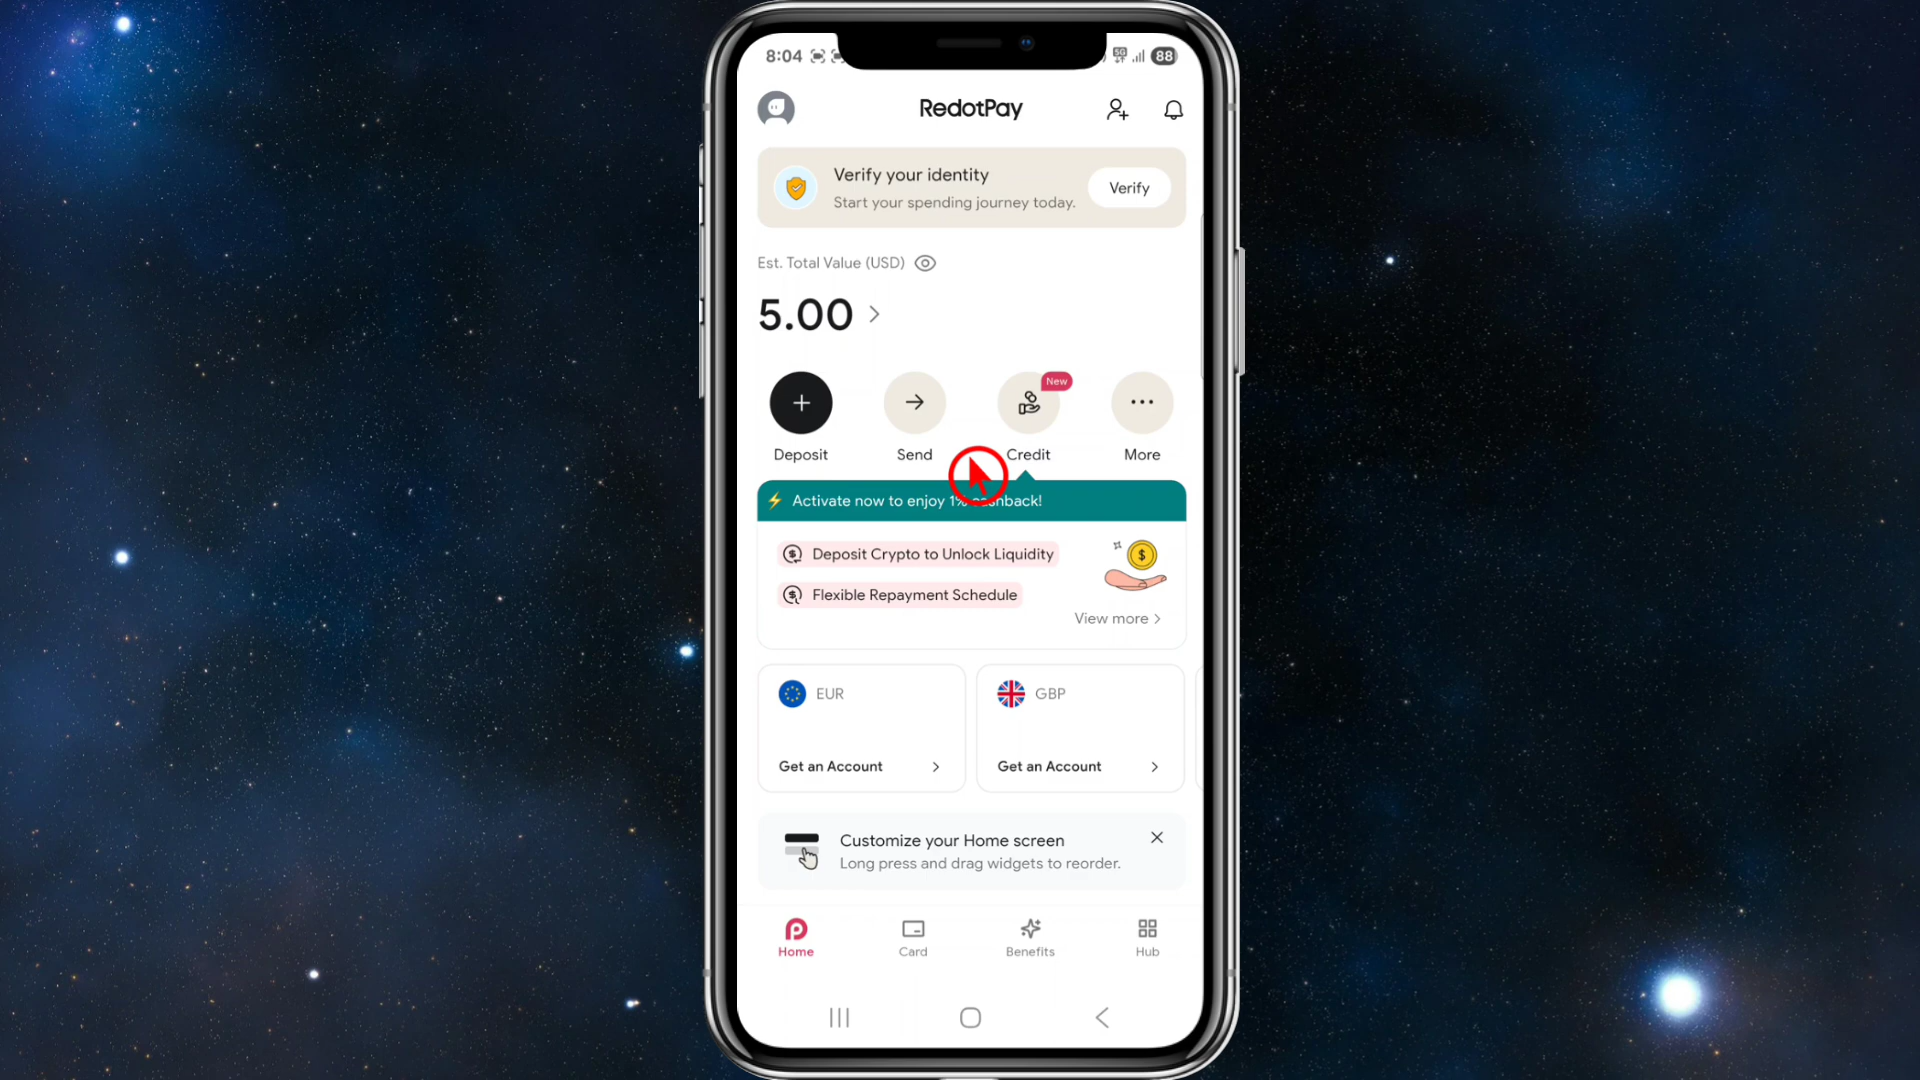 8:04
5G
88
RedotPay
Verify your identity
Start your spending journey today.
Verify
Est. Total Value (USD)
5.00
New
Deposit
Send
Credit
More
Activate now to enjoy 1% cashback!
Deposit Crypto to Unlock Liquidity
Flexible Repayment Schedule
View more
EUR
GBP
Get an Account
Get an Account
Customize your Home screen
Long press and drag widgets to reorder.
Home
Card
Benefits
Hub